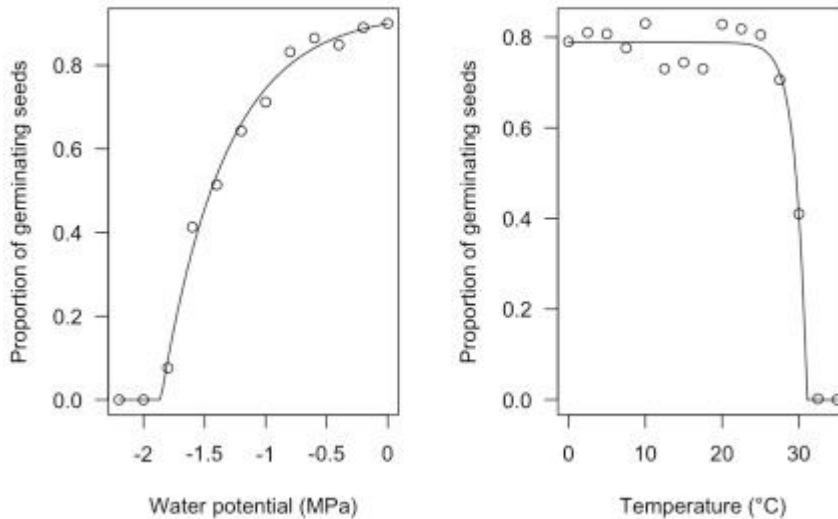 Proportion of germinating seeds
0.8
0.6
0.4
0.2
0.0
-2 -1.5 -1 -0.5 0
Water potential (MPa)
Proportion of germinating seeds
0.8
0.6
0.4
0.2
0.0
0 10 20 30
Temperature (°C)